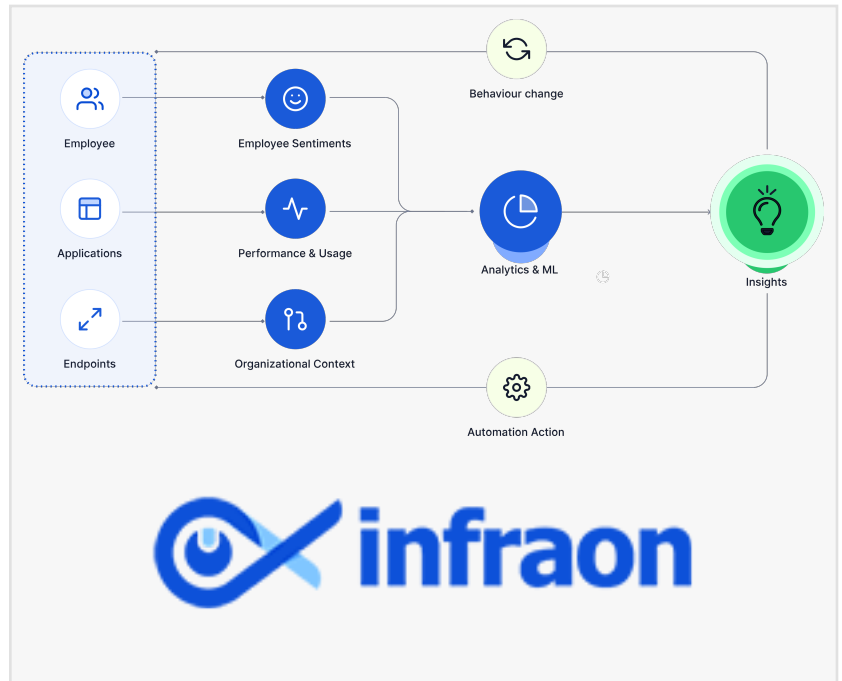 Behaviour change
Employee
Employee Sentiments
Applications
Performance & Usage
Analytics & ML
Insights
Endpoints
Organizational Context
Automation Action
infraon